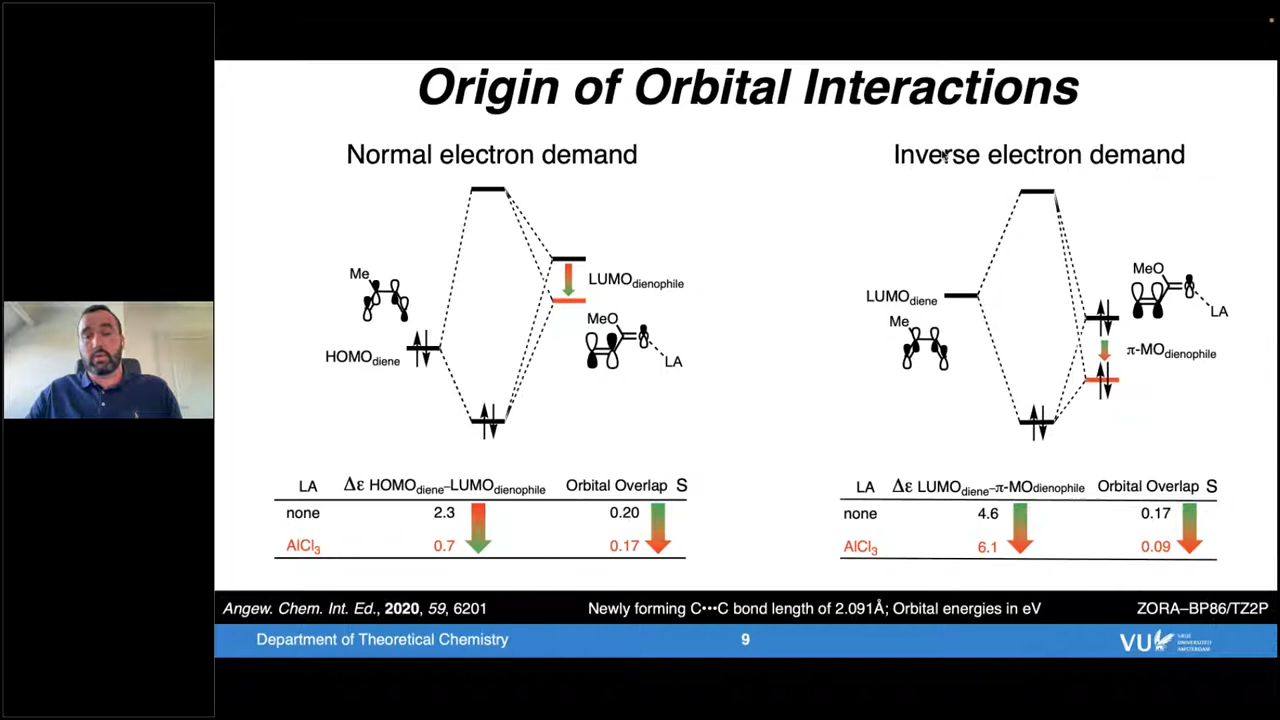 Origin of Orbital Interactions
Normal electron demand
Me
HOMOdiene
LUMOdienophile
MeO
LA
LA Δε HOMOdiene–LUMOdienophile Orbital Overlap S
none 2.3 0.20
AlCl3 0.7 0.17
Inverse electron demand
LUMOdiene
Me
MeO
LA
π-MOdienophile
LA Δε LUMOdiene–π-MOdienophile Orbital Overlap S
none 4.6 0.17
AlCl3 6.1 0.09
Angew. Chem. Int. Ed., 2020, 59, 6201 Newly forming C•••C bond length of 2.091Å; Orbital energies in eV ZORA–BP86/TZ2P
Department of Theoretical Chemistry 9 VU
VRIJE
UNIVERSITEIT
AMSTERDAM